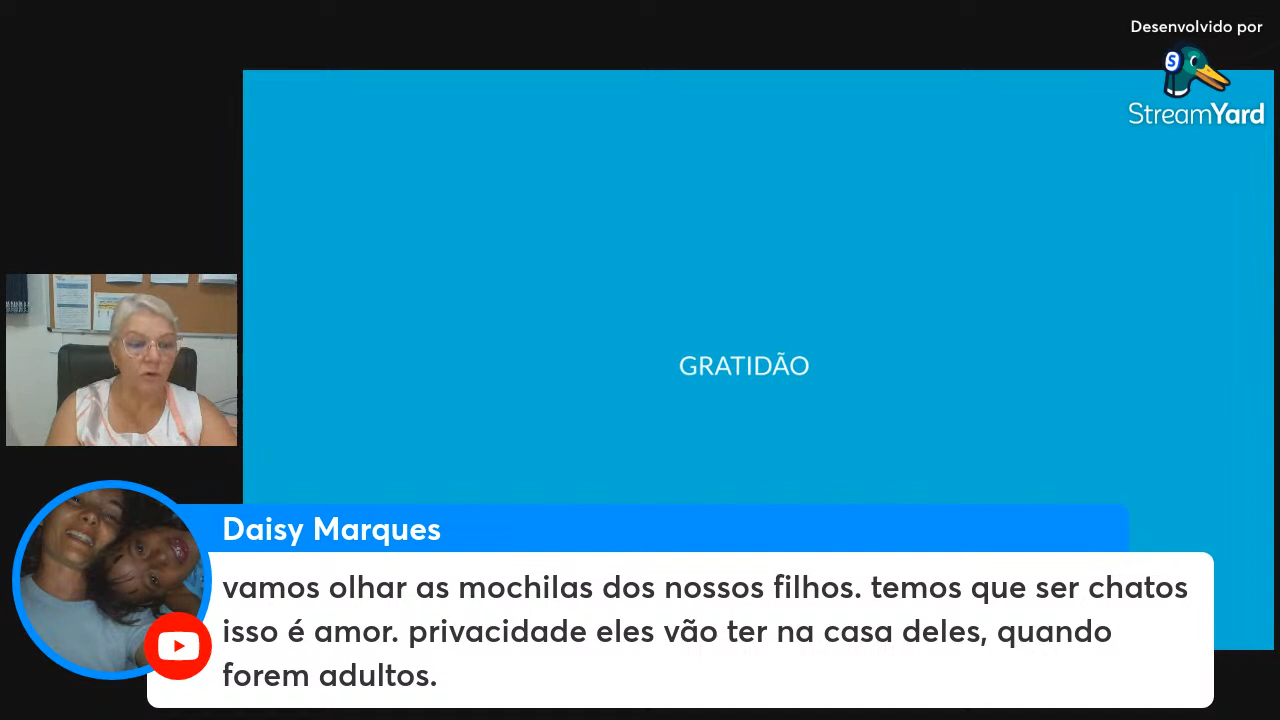 Desenvolvido por
StreamYard
GRATIDÃO
Daisy Marques
vamos olhar as mochilas dos nossos filhos. temos que ser chatos
isso é amor. privacidade eles vão ter na casa deles, quando
forem adultos.